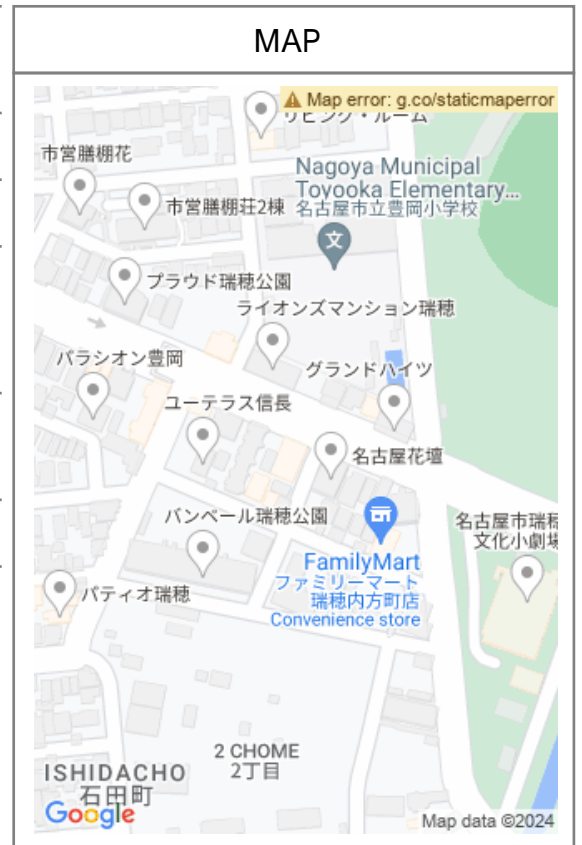 MAP
Map error: g.co/staticmaperror
リビング・ルーム
市営膳棚花
Nagoya Municipal
Toyooka Elementary...
名古屋市立豊岡小学校
市営膳棚荘2棟
文
プラウド瑞穂公園
ライオンズマンション瑞穂
パラシオン豊岡
グランドハイツ
ユーテラス信長
名古屋花壇
バンベール瑞穂公園
名古屋市瑞穂
文化小劇場
FamilyMart
ファミリーマート
瑞穂内方町店
Convenience store
パティオ瑞穂
2 CHOME
2丁目
ISHIDACHO
石田町
Google
Map data ©2024